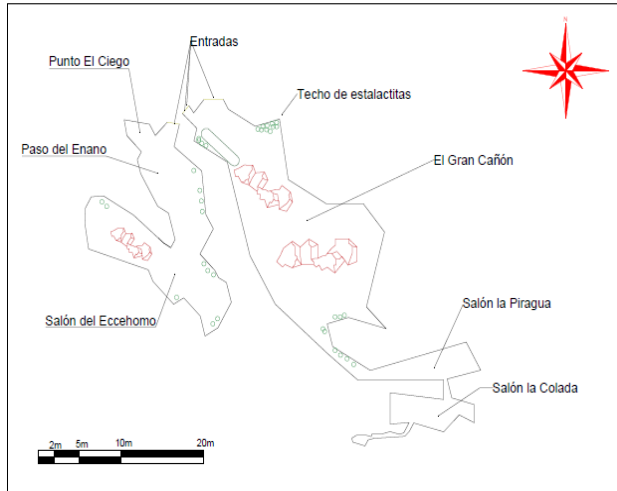 N
Entradas
Punto El Ciego
Techo de estalactitas
Paso del Enano
El Gran Cañón
Salón la Piragua
Salón del Eccehomo
Salón la Colada
2m 5m 10m 20m